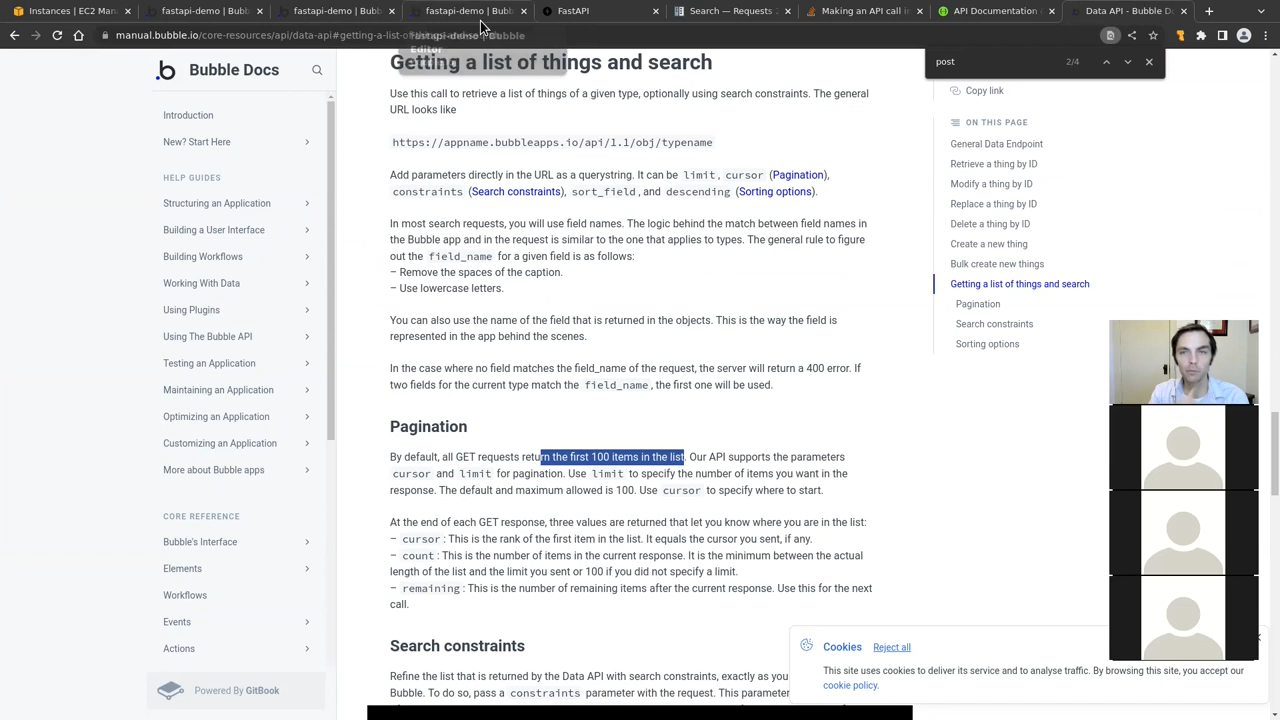 Instances | EC2 Man
fastapi-demo | Bubb
fastapi-demo | Bubb
fastapi-demo | Bubb
FastAPI
Search — Requests
Making an API call in
API Documentation
Data API - Bubble D
manual.bubble.io/core-resources/api/data-api#getting-a-list-of
fastapi-demo | Bubble
Editor
post
2/4
Bubble Docs
Introduction
New? Start Here
HELP GUIDES
Structuring an Application
Building a User Interface
Building Workflows
Working With Data
Using Plugins
Using The Bubble API
Testing an Application
Maintaining an Application
Optimizing an Application
Customizing an Application
More about Bubble apps
CORE REFERENCE
Bubble's Interface
Elements
Workflows
Events
Actions
Powered By GitBook
Getting a list of things and search
Use this call to retrieve a list of things of a given type, optionally using search constraints. The general
URL looks like
https://appname.bubbleapps.io/api/1.1/obj/typename
Add parameters directly in the URL as a querystring. It can be limit, cursor (Pagination),
constraints (Search constraints), sort_field, and descending (Sorting options).
In most search requests, you will use field names. The logic behind the match between field names in
the Bubble app and in the request is similar to the one that applies to types. The general rule to figure
out the field_name for a given field is as follows:
– Remove the spaces of the caption.
– Use lowercase letters.
You can also use the name of the field that is returned in the objects. This is the way the field is
represented in the app behind the scenes.
In the case where no field matches the field_name of the request, the server will return a 400 error. If
two fields for the current type match the field_name, the first one will be used.
Pagination
By default, all GET requests return the first 100 items in the list. Our API supports the parameters
cursor and limit for pagination. Use limit to specify the number of items you want in the
response. The default and maximum allowed is 100. Use cursor to specify where to start.
At the end of each GET response, three values are returned that let you know where you are in the list:
– cursor: This is the rank of the first item in the list. It equals the cursor you sent, if any.
– count: This is the number of items in the current response. It is the minimum between the actual
length of the list and the limit you sent or 100 if you did not specify a limit.
– remaining: This is the number of remaining items after the current response. Use this for the next
call.
Search constraints
Refine the list that is returned by the Data API with search constraints, exactly as you
Bubble. To do so, pass a constraints parameter with the request. This parameter
Copy link
ON THIS PAGE
General Data Endpoint
Retrieve a thing by ID
Modify a thing by ID
Replace a thing by ID
Delete a thing by ID
Create a new thing
Bulk create new things
Getting a list of things and search
Pagination
Search constraints
Sorting options
Cookies
Reject all
This site uses cookies to deliver its service and to analyse traffic. By browsing this site, you accept our
cookie policy.